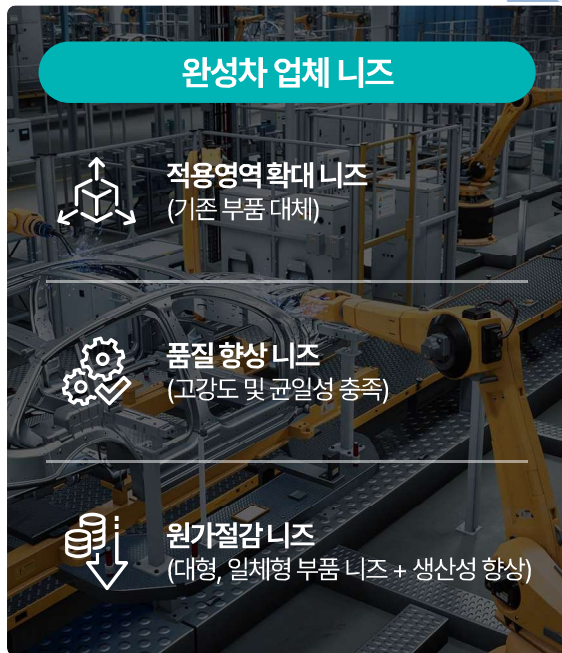 완성차 업체 니즈
적용영역 확대 니즈
(기존 부품 대체)
품질 향상 니즈
(고강도 및 균일성 충족)
원가절감 니즈
(대형, 일체형 부품 니즈 + 생산성 향상)